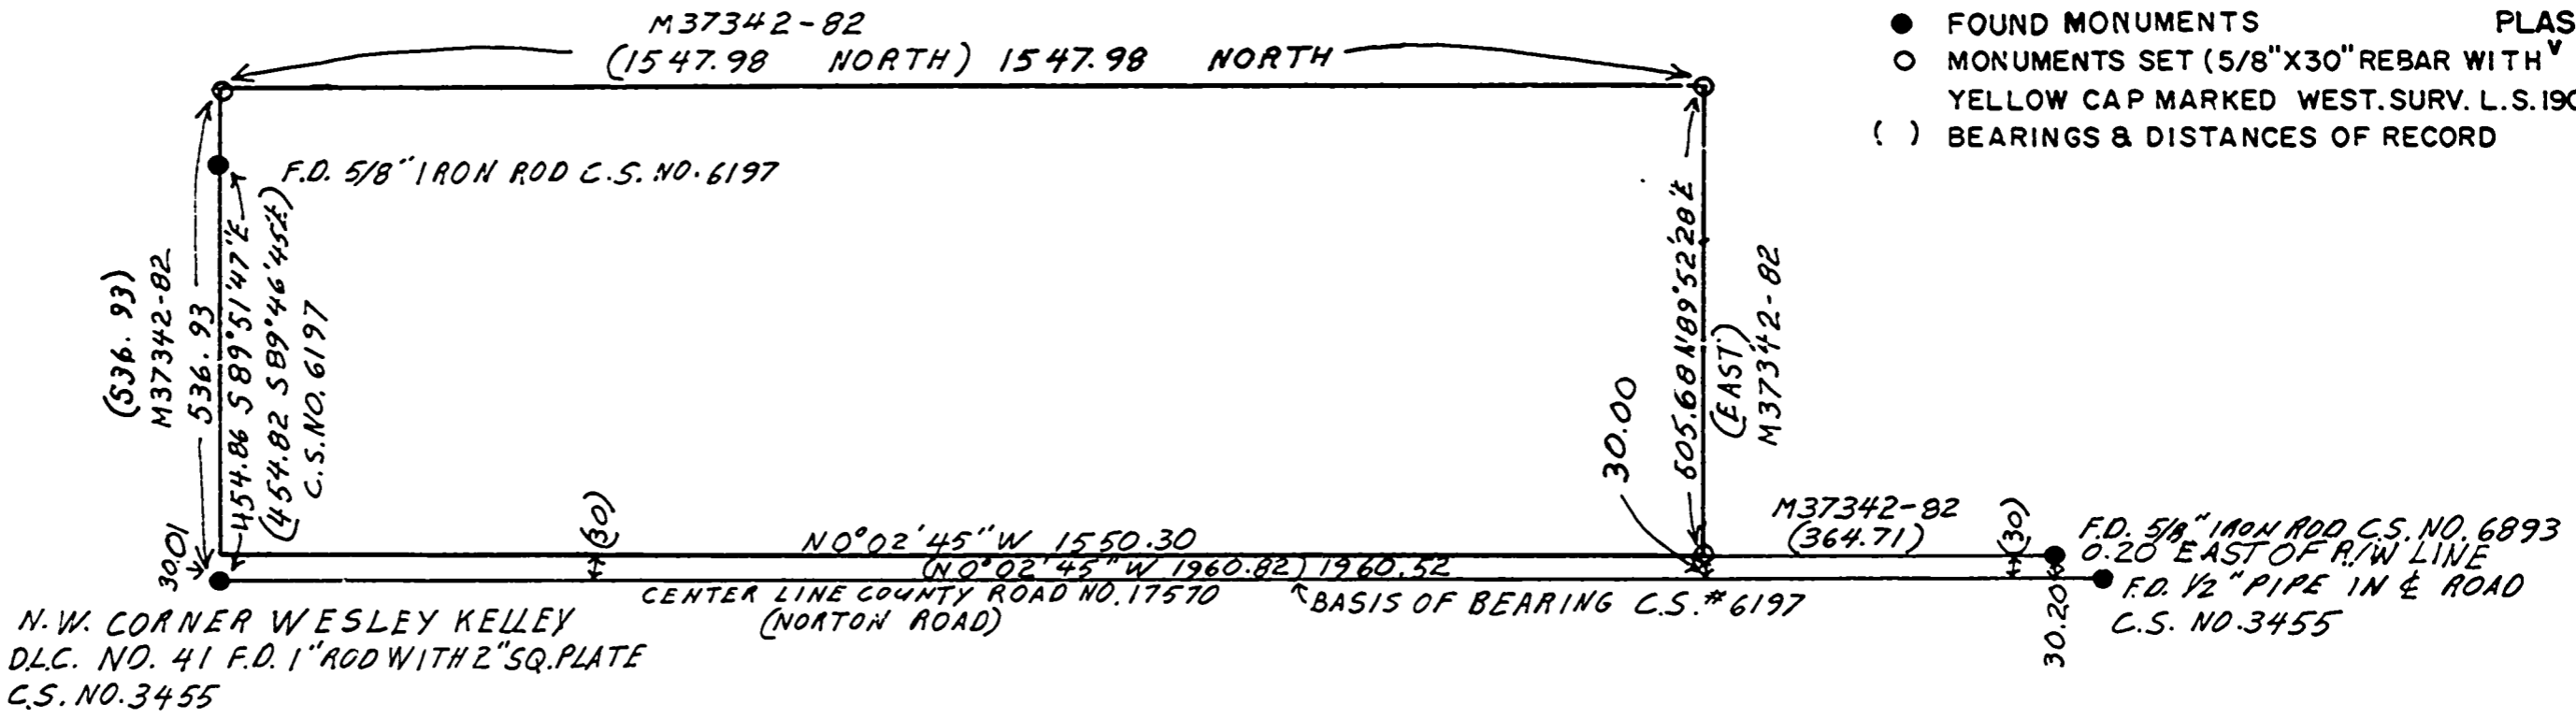 M37342-82
(1547.98 NORTH) 1547.98 NORTH
● FOUND MONUMENTS PLAS
○ MONUMENTS SET (5/8"X30" REBAR WITH
YELLOW CAP MARKED WEST. SURV. L.S. 190
( ) BEARINGS & DISTANCES OF RECORD
F.D. 5/8" IRON ROD C.S. NO. 6197
(536.93)
M37342-82
536.93
454.86 S89°51'47"E
(454.82 S89°46'45"E)
C.S. NO. 6197
30.01
(30)
30.00
605.68 N89°52'28"E
(EAST)
M37342-82
N0°02'45"W 1550.30
(N0°02'45"W 1960.82) 1960.52
CENTER LINE COUNTY ROAD NO. 17570
(NORTON ROAD)
BASIS OF BEARING C.S.#6197
M37342-82
(364.71)
(30)
F.D. 5/8" IRON ROD C.S. NO. 6893
0.20 EAST OF R/W LINE
F.D. 1/2" PIPE IN ℄ ROAD
C.S. NO. 3455
30.20
N.W. CORNER WESLEY KELLEY
D.L.C. NO. 41 F.D. 1" ROD WITH 2" SQ. PLATE
C.S. NO. 3455